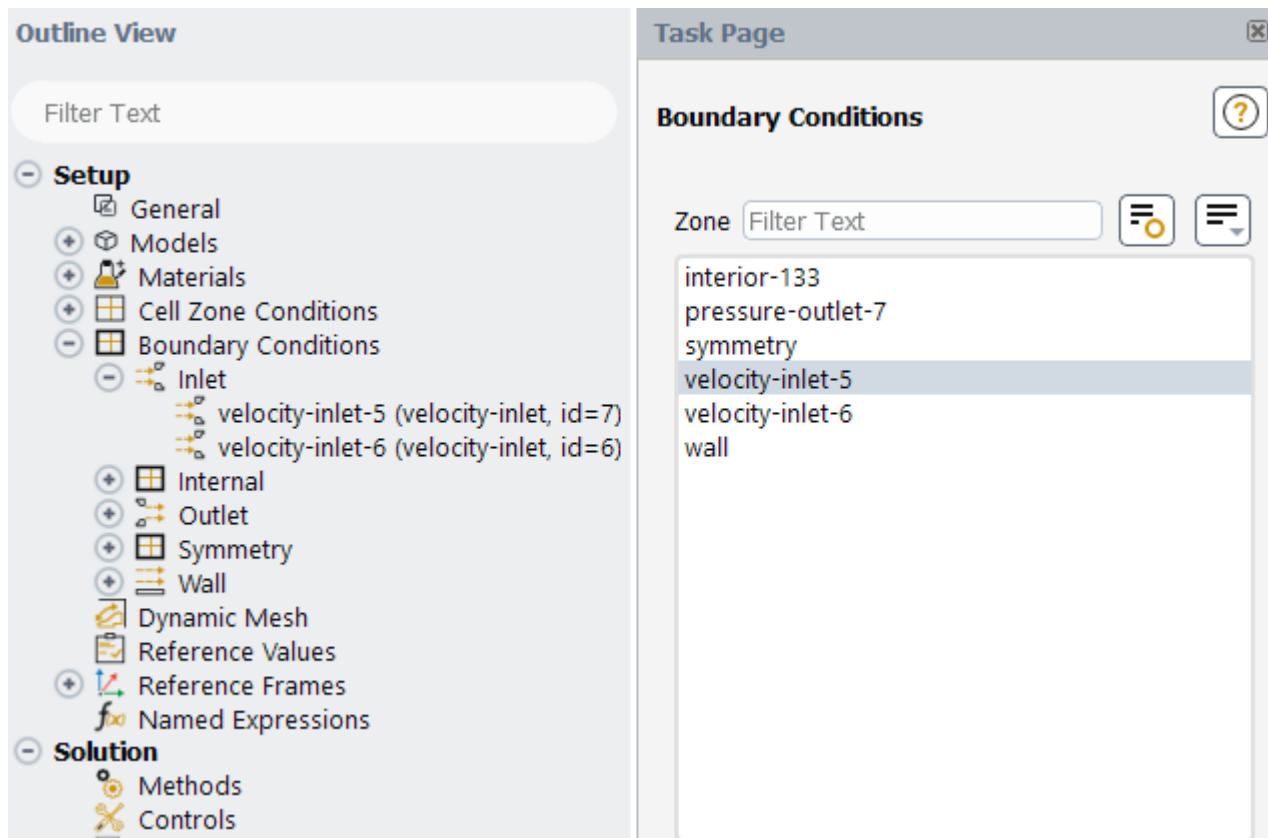 Outline View
Filter Text
Setup
General
Models
Materials
Cell Zone Conditions
Boundary Conditions
Inlet
velocity-inlet-5 (velocity-inlet, id=7)
velocity-inlet-6 (velocity-inlet, id=6)
Internal
Outlet
Symmetry
Wall
Dynamic Mesh
Reference Values
Reference Frames
Named Expressions
Solution
Methods
Controls
Task Page
Boundary Conditions
Zone Filter Text
interior-133
pressure-outlet-7
symmetry
velocity-inlet-5
velocity-inlet-6
wall